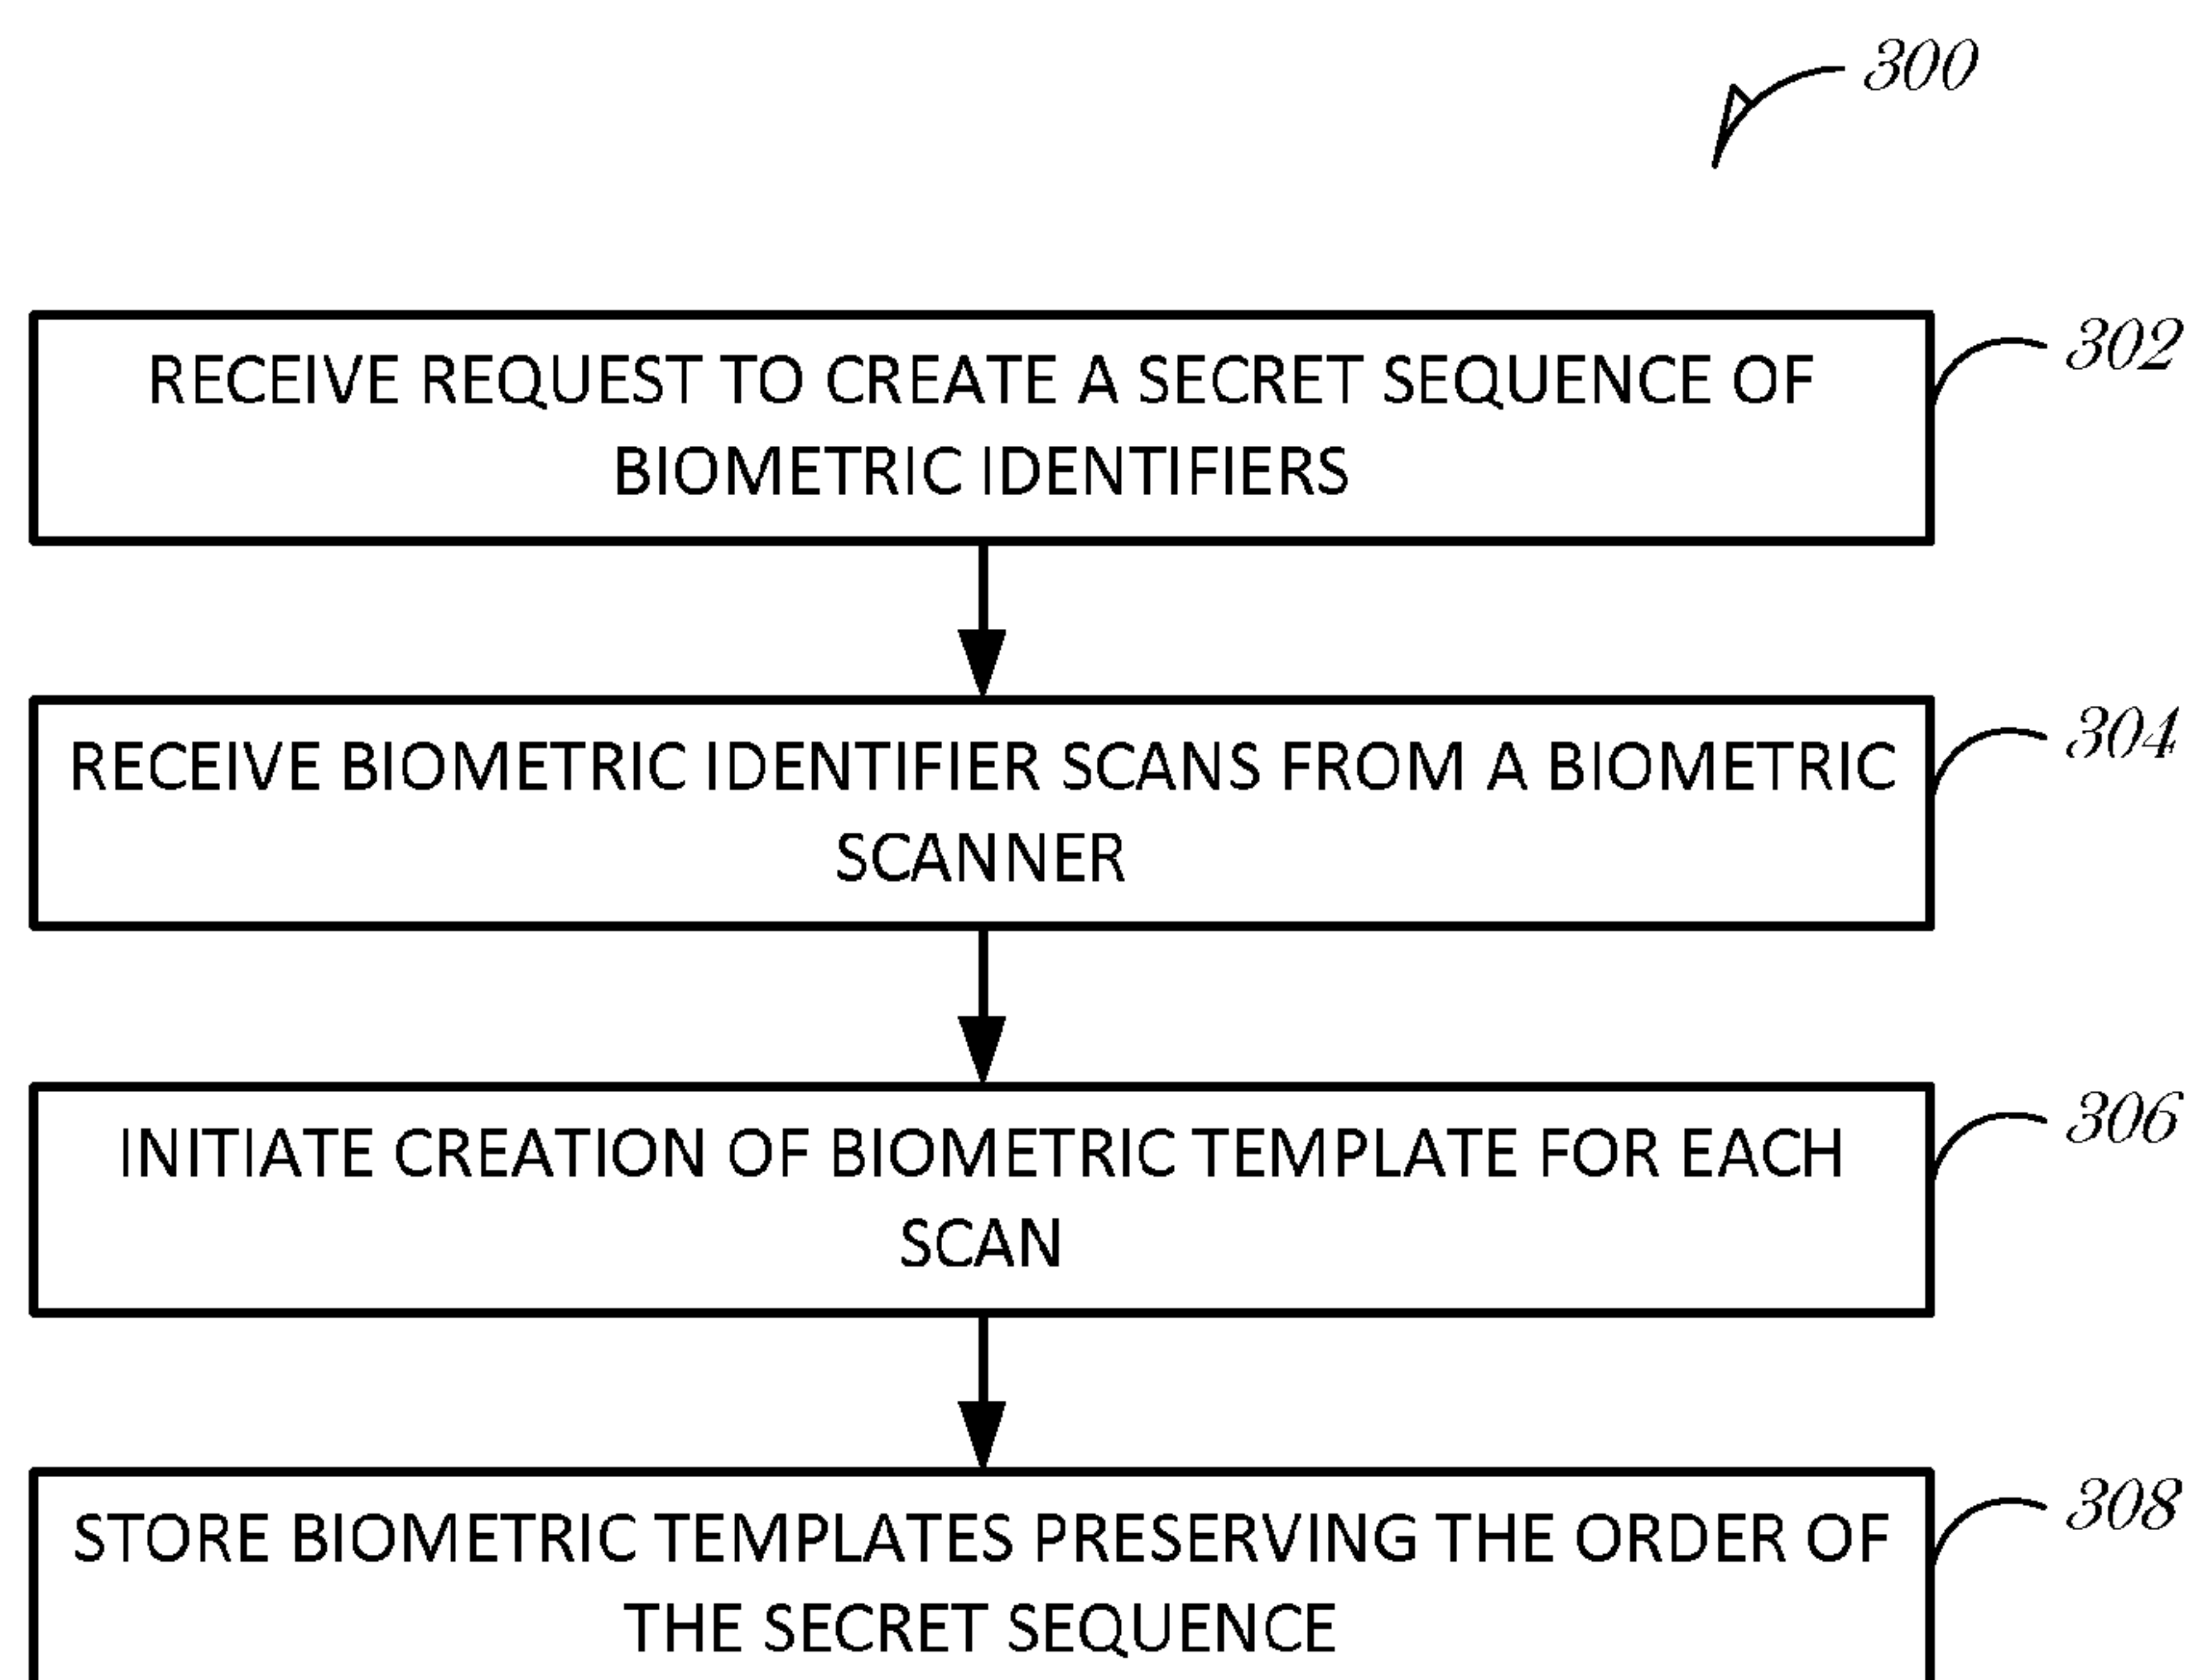 300
RECEIVE REQUEST TO CREATE A SECRET SEQUENCE OF
BIOMETRIC IDENTIFIERS
302
RECEIVE BIOMETRIC IDENTIFIER SCANS FROM A BIOMETRIC
SCANNER
304
INITIATE CREATION OF BIOMETRIC TEMPLATE FOR EACH
SCAN
306
STORE BIOMETRIC TEMPLATES PRESERVING THE ORDER OF
THE SECRET SEQUENCE
308